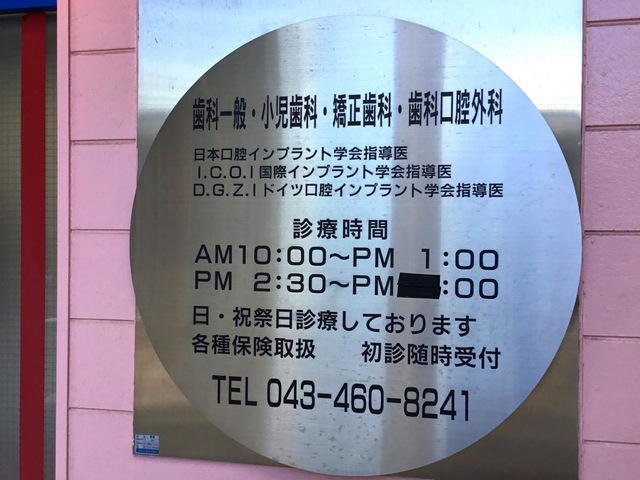 歯科一般・小児歯科・矯正歯科・歯科口腔外科
日本口腔インプラント学会指導医
I.C.O.I国際インプラント学会指導医
D.G.Z.Iドイツ口腔インプラント学会指導医
診療時間
AM10:00～PM 1:00
PM 2:30～PM :00
日・祝祭日診療しております
各種保険取扱 初診随時受付
TEL 043-460-8241